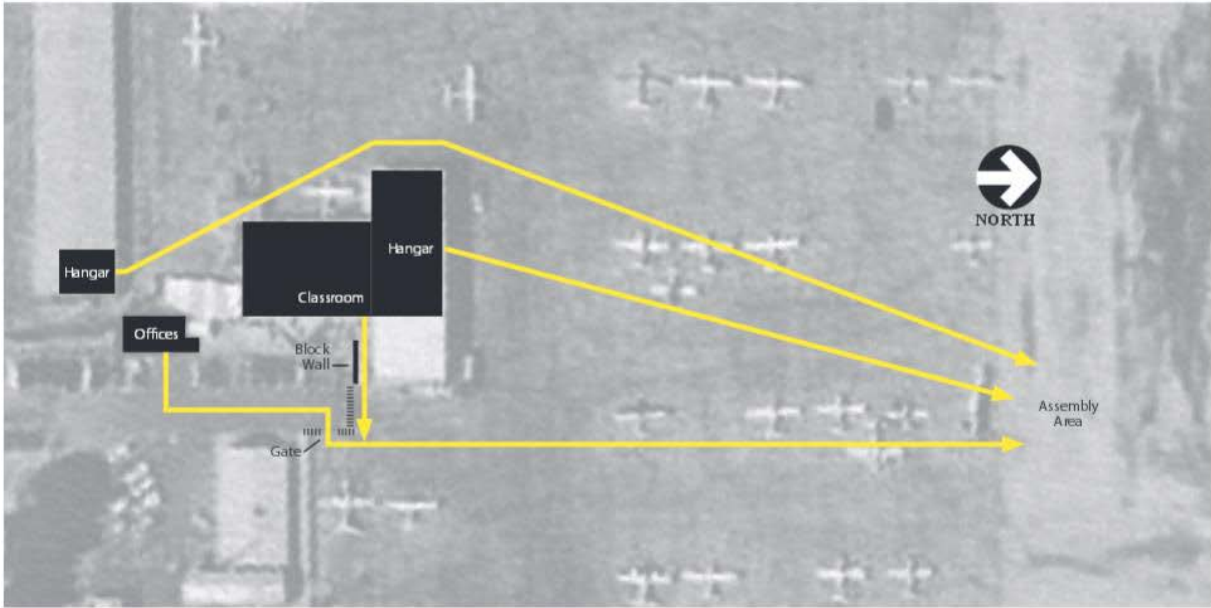 NORTH
Hangar
Hangar
Classroom
Offices
Block
Wall
Gate
Assembly
Area